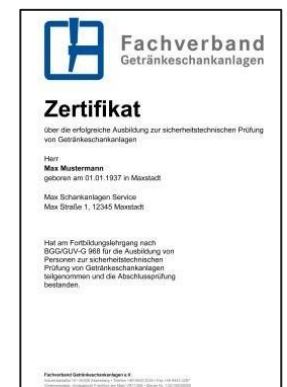 Fachverband
Getränkeschankanlagen
Zertifikat
über die erfolgreiche Ausbildung zur sicherheitstechnischen Prüfung
von Getränkeschankanlagen
Herr
Max Mustermann
geboren am 01.01.1937 in Maxstadt
Max Schankanlagen Service
Max Straße 1, 12345 Maxstadt
Hat am Fortbildungslehrgang nach
BGG/GUV-G 968 für die Ausbildung von
Personen zur sicherheitstechnischen
Prüfung von Getränkeschankanlagen
teilgenommen und die Abschlussprüfung
bestanden.
Fachverband Getränkeschankanlagen e.V.